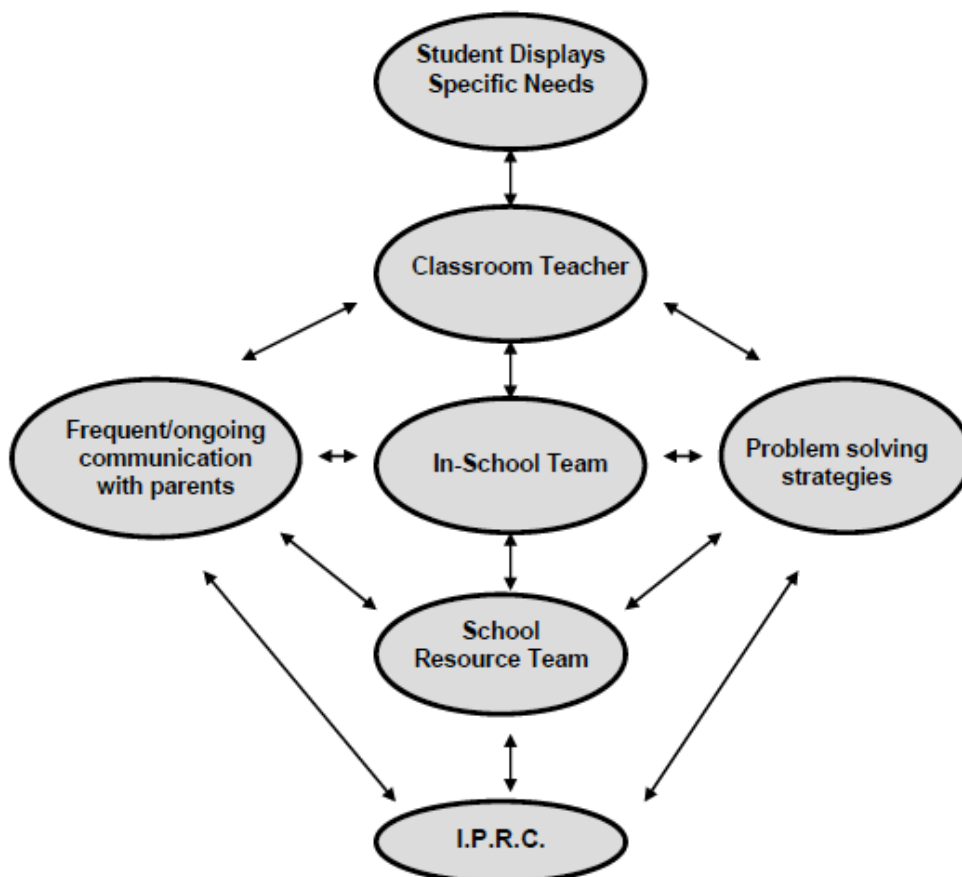 Student Displays
Specific Needs
Classroom Teacher
Frequent/ongoing
communication
with parents
In-School Team
Problem solving
strategies
School
Resource Team
I.P.R.C.